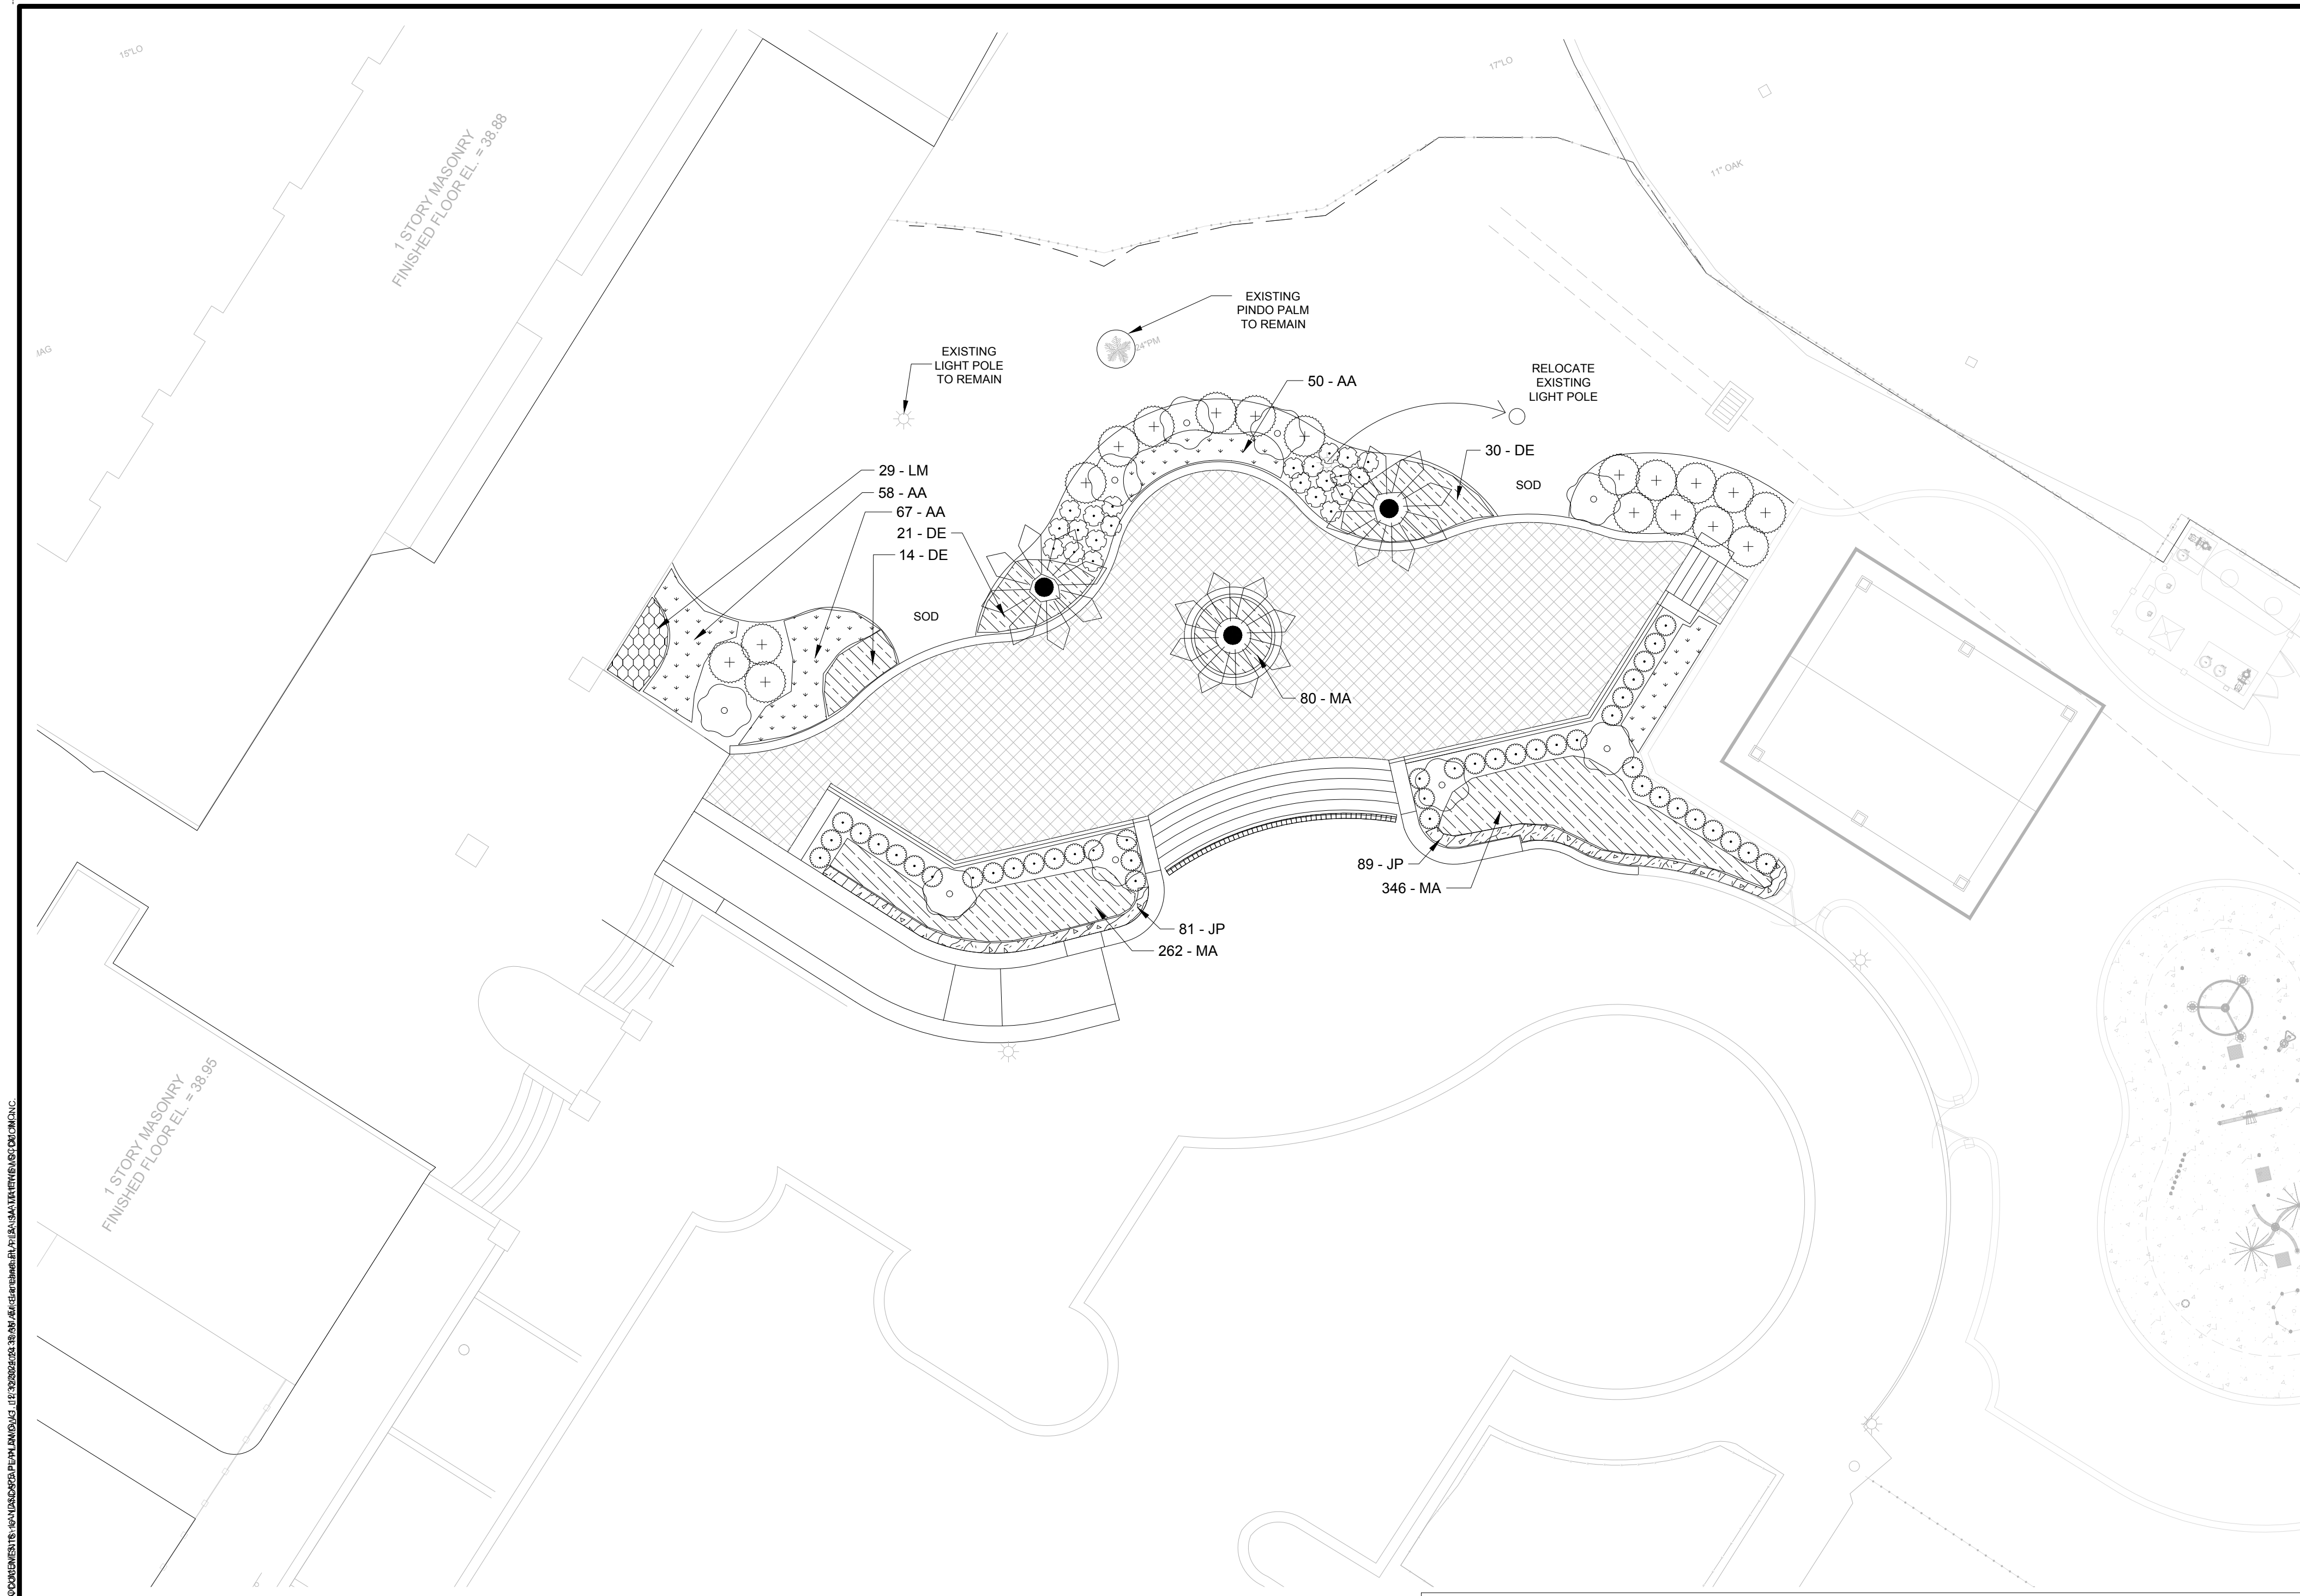 15"LO
17"LO
1 STORY MASONRY
FINISHED FLOOR EL. = 38.88
11" OAK
EXISTING
PINDO PALM
TO REMAIN
24"PM
EXISTING
LIGHT POLE
TO REMAIN
RELOCATE
EXISTING
LIGHT POLE
50 - AA
30 - DE
SOD
29 - LM
58 - AA
67 - AA
21 - DE
14 - DE
SOD
80 - MA
89 - JP
346 - MA
81 - JP
262 - MA
1 STORY MASONRY
FINISHED FLOOR EL. = 38.95